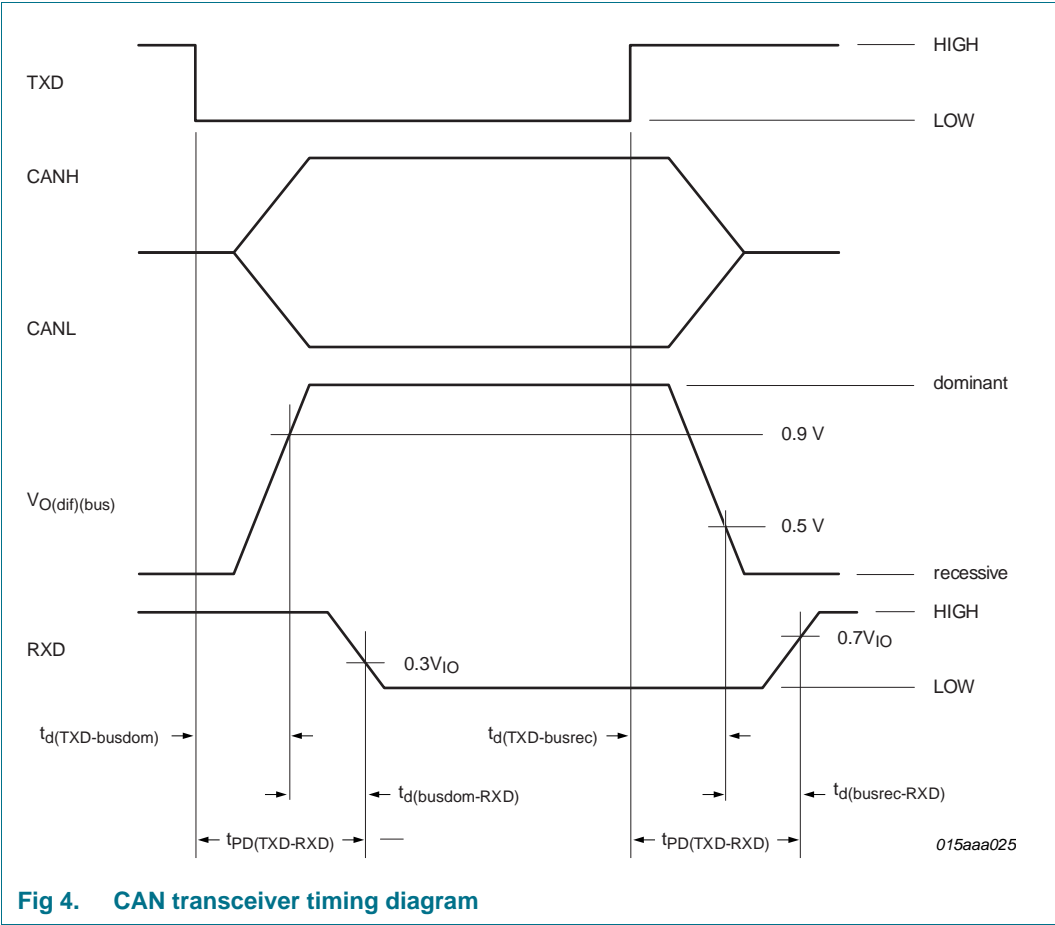 TXD
HIGH
LOW
CANH
CANL
dominant
0.9 V
VO(dif)(bus)
0.5 V
recessive
HIGH
RXD
0.7VIO
0.3VIO
LOW
td(TXD-busdom)
td(TXD-busrec)
td(busdom-RXD)
td(busrec-RXD)
tPD(TXD-RXD)
tPD(TXD-RXD)
015aaa025
Fig 4. CAN transceiver timing diagram